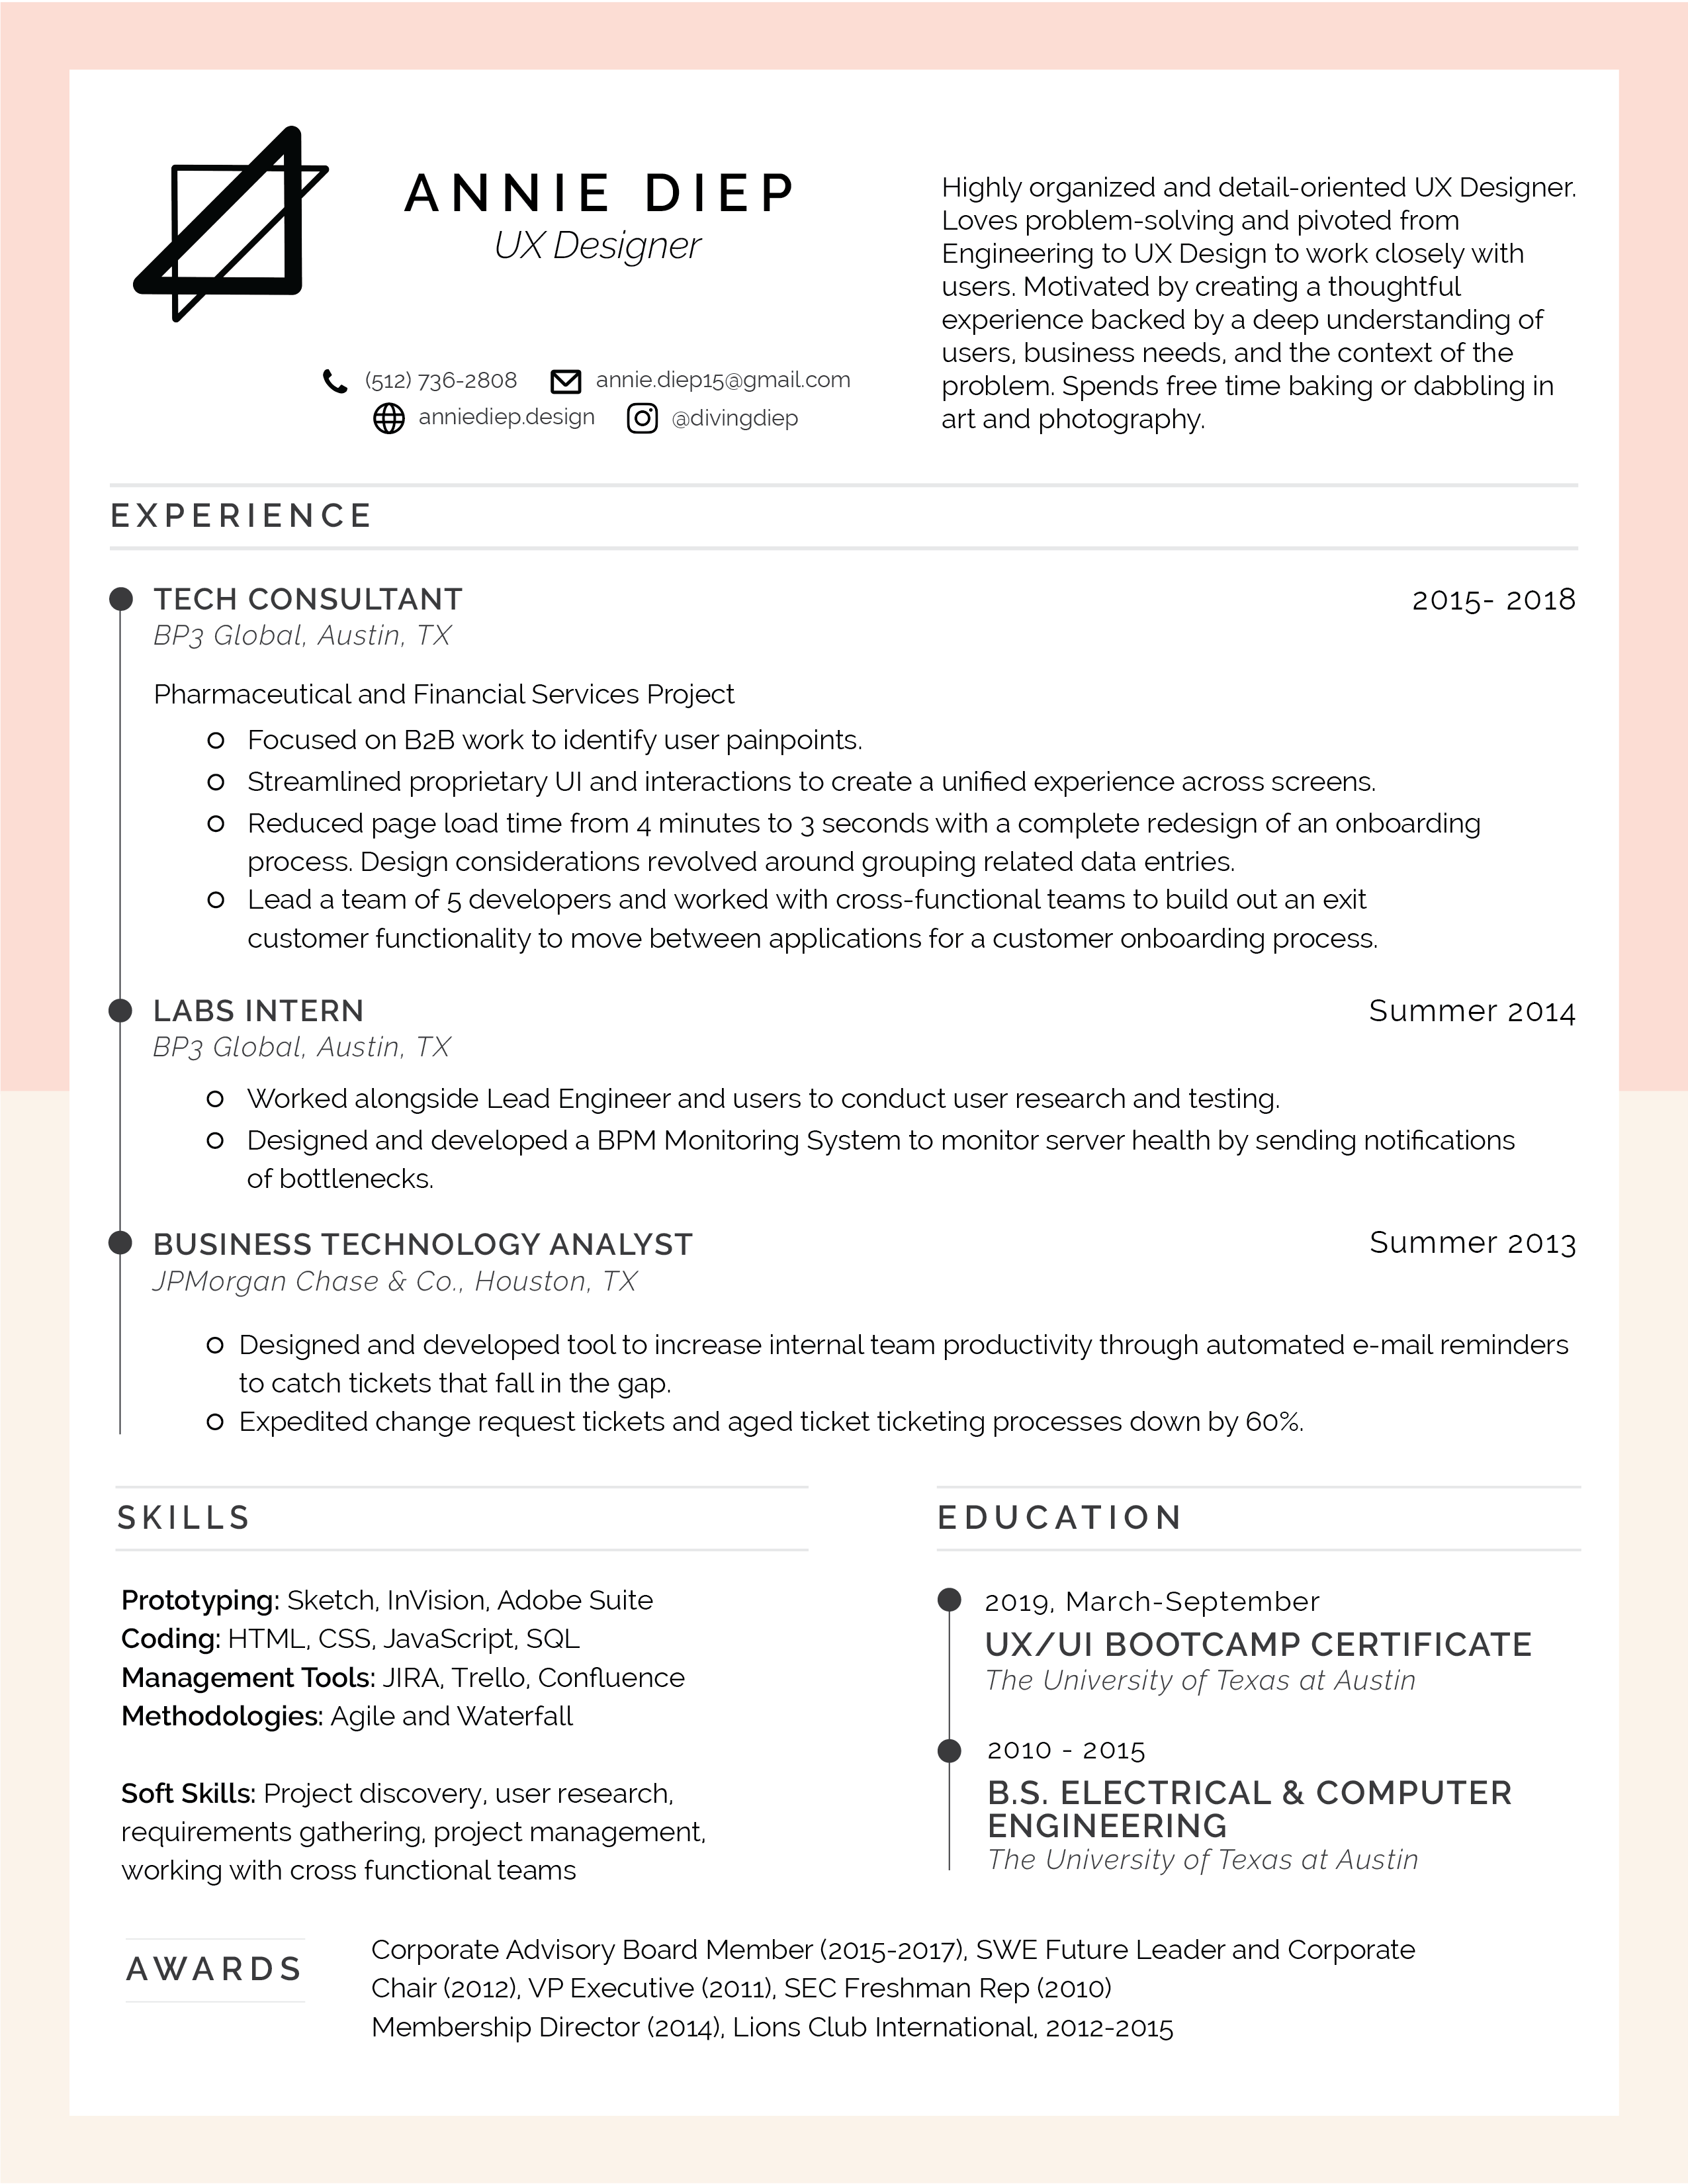 ANNIE DIEP
UX Designer
(512) 736-2808 annie.diep15@gmail.com
anniediep.design @divingdiep
Highly organized and detail-oriented UX Designer.
Loves problem-solving and pivoted from
Engineering to UX Design to work closely with
users. Motivated by creating a thoughtful
experience backed by a deep understanding of
users, business needs, and the context of the
problem. Spends free time baking or dabbling in
art and photography.
EXPERIENCE
TECH CONSULTANT 2015- 2018
BP3 Global, Austin, TX
Pharmaceutical and Financial Services Project
Focused on B2B work to identify user painpoints.
Streamlined proprietary UI and interactions to create a unified experience across screens.
Reduced page load time from 4 minutes to 3 seconds with a complete redesign of an onboarding
process. Design considerations revolved around grouping related data entries.
Lead a team of 5 developers and worked with cross-functional teams to build out an exit
customer functionality to move between applications for a customer onboarding process.
LABS INTERN Summer 2014
BP3 Global, Austin, TX
Worked alongside Lead Engineer and users to conduct user research and testing.
Designed and developed a BPM Monitoring System to monitor server health by sending notifications
of bottlenecks.
BUSINESS TECHNOLOGY ANALYST Summer 2013
JPMorgan Chase & Co., Houston, TX
Designed and developed tool to increase internal team productivity through automated e-mail reminders
to catch tickets that fall in the gap.
Expedited change request tickets and aged ticket ticketing processes down by 60%.
SKILLS
Prototyping: Sketch, InVision, Adobe Suite
Coding: HTML, CSS, JavaScript, SQL
Management Tools: JIRA, Trello, Confluence
Methodologies: Agile and Waterfall
Soft Skills: Project discovery, user research,
requirements gathering, project management,
working with cross functional teams
EDUCATION
2019, March-September
UX/UI BOOTCAMP CERTIFICATE
The University of Texas at Austin
2010 - 2015
B.S. ELECTRICAL & COMPUTER
ENGINEERING
The University of Texas at Austin
AWARDS
Corporate Advisory Board Member (2015-2017), SWE Future Leader and Corporate
Chair (2012), VP Executive (2011), SEC Freshman Rep (2010)
Membership Director (2014), Lions Club International, 2012-2015